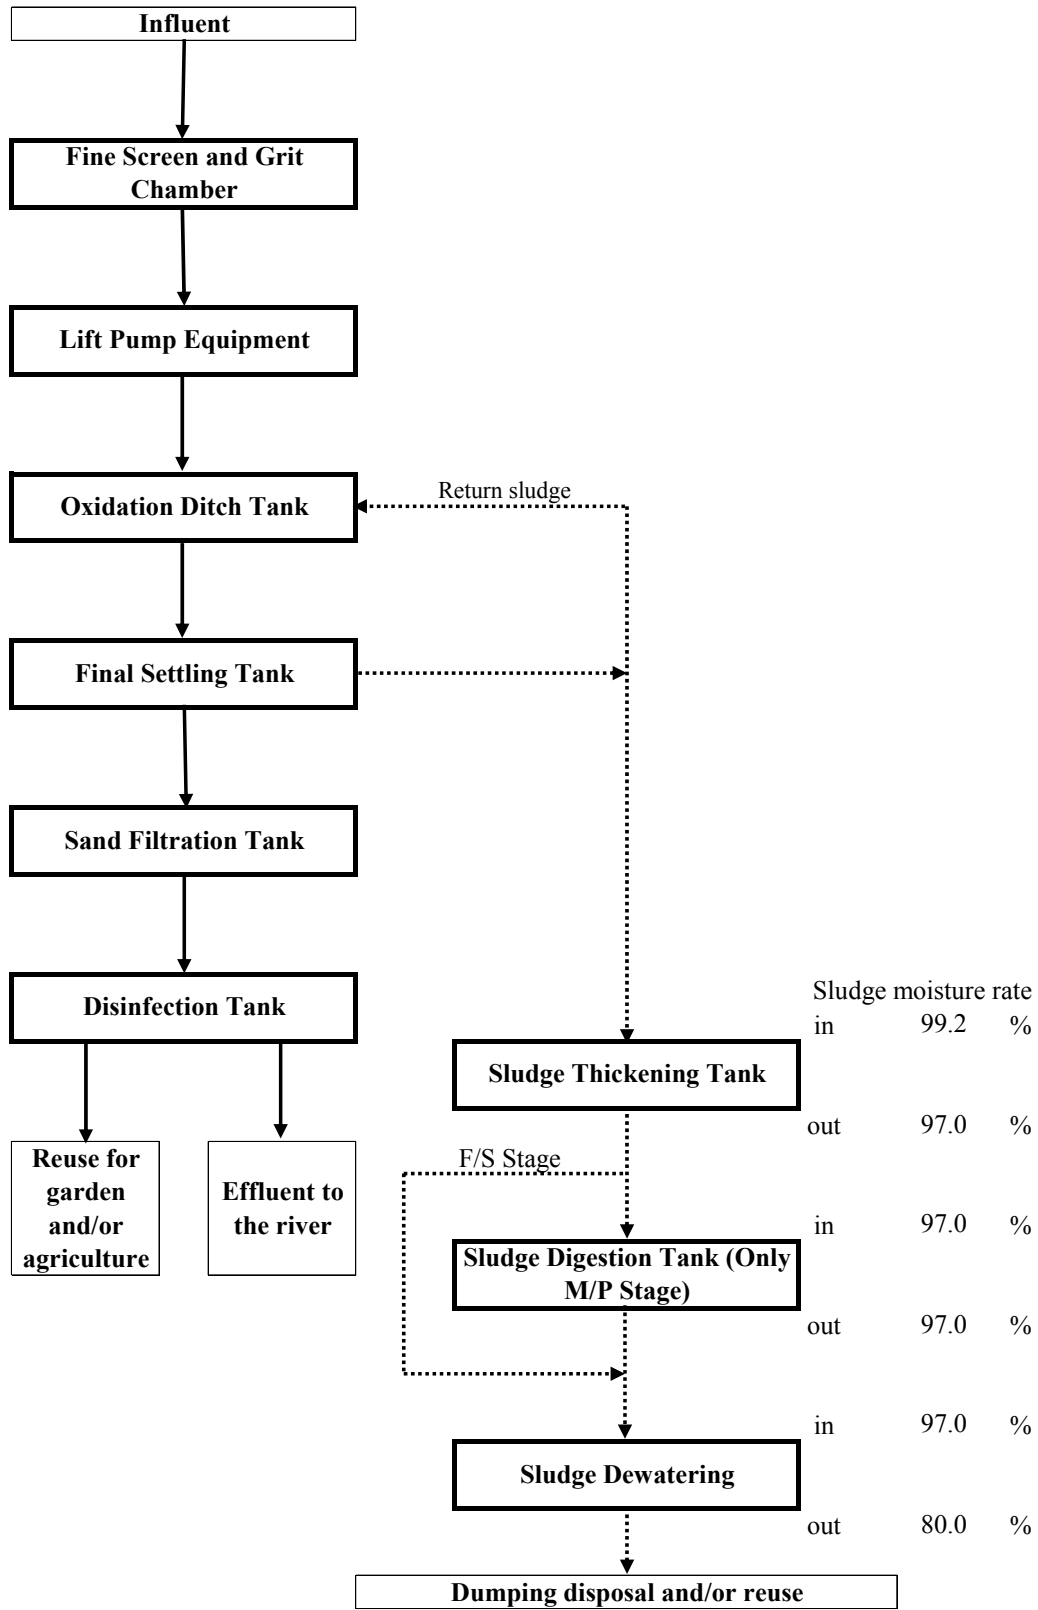 Influent
Fine Screen and Grit
Chamber
Lift Pump Equipment
Oxidation Ditch Tank
Return sludge
Final Settling Tank
Sand Filtration Tank
Disinfection Tank
Reuse for
garden
and/or
agriculture
Effluent to
the river
Sludge moisture rate
in 99.2 %
Sludge Thickening Tank
out 97.0 %
F/S Stage
in 97.0 %
Sludge Digestion Tank (Only
M/P Stage)
out 97.0 %
in 97.0 %
Sludge Dewatering
out 80.0 %
Dumping disposal and/or reuse